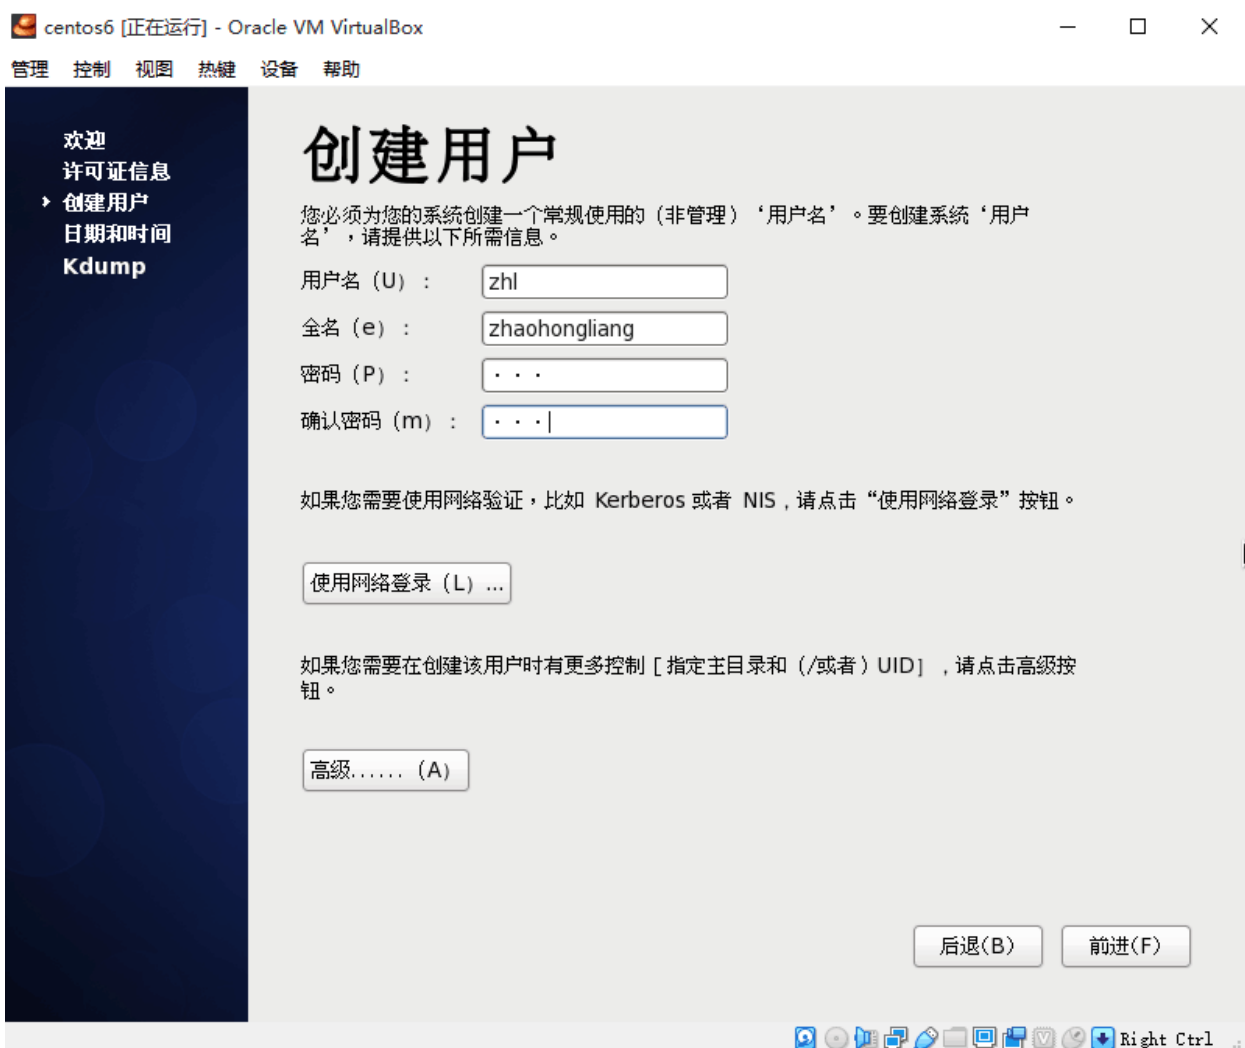 centos6 [正在运行] - Oracle VM VirtualBox
管理 控制 视图 热键 设备 帮助
欢迎
许可证信息
创建用户
日期和时间
Kdump
创建用户
您必须为您的系统创建一个常规使用的（非管理）‘用户名’。要创建系统‘用户
名’，请提供以下所需信息。
用户名（U）： zhl
全名（e）： zhaohongliang
密码（P）： ···
确认密码（m）： ···
如果您需要使用网络验证，比如 Kerberos 或者 NIS，请点击“使用网络登录”按钮。
使用网络登录（L）...
如果您需要在创建该用户时有更多控制［指定主目录和（/或者）UID］，请点击高级按
钮。
高级......（A）
后退(B) 前进(F)
Right Ctrl